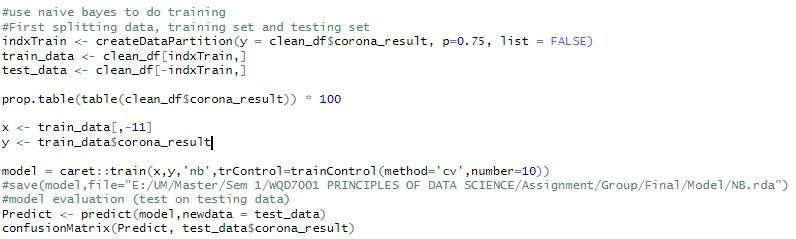 #use naive bayes to do training
#First splitting data, training set and testing set
indxTrain <- createDataPartition(y = clean_df$corona_result, p=0.75, list = FALSE)
train_data <- clean_df[indxTrain,]
test_data <- clean_df[-indxTrain,]
prop.table(table(clean_df$corona_result)) * 100
x <- train_data[,-11]
y <- train_data$corona_result
model = caret::train(x,y,'nb',trControl=trainControl(method='cv',number=10))
#save(model,file="E:/UM/Master/Sem 1/WQD7001 PRINCIPLES OF DATA SCIENCE/Assignment/Group/Final/Model/NB.rda")
#model evaluation (test on testing data)
Predict <- predict(model,newdata = test_data)
confusionMatrix(Predict, test_data$corona_result)